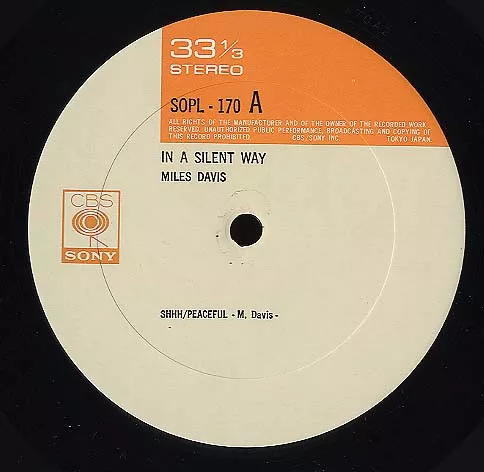 33 1/3
STEREO
SOPL - 170 A
ALL RIGHTS OF THE MANUFACTURER AND OF THE OWNER OF THE RECORDED WORK
RESERVED. UNAUTHORIZED PUBLIC PERFORMANCE, BROADCASTING AND COPYING OF
THIS RECORD PROHIBITED. CBS/SONY INC. TOKYO JAPAN.
IN A SILENT WAY
MILES DAVIS
CBS
SONY
SHHH/PEACEFUL - M. Davis -